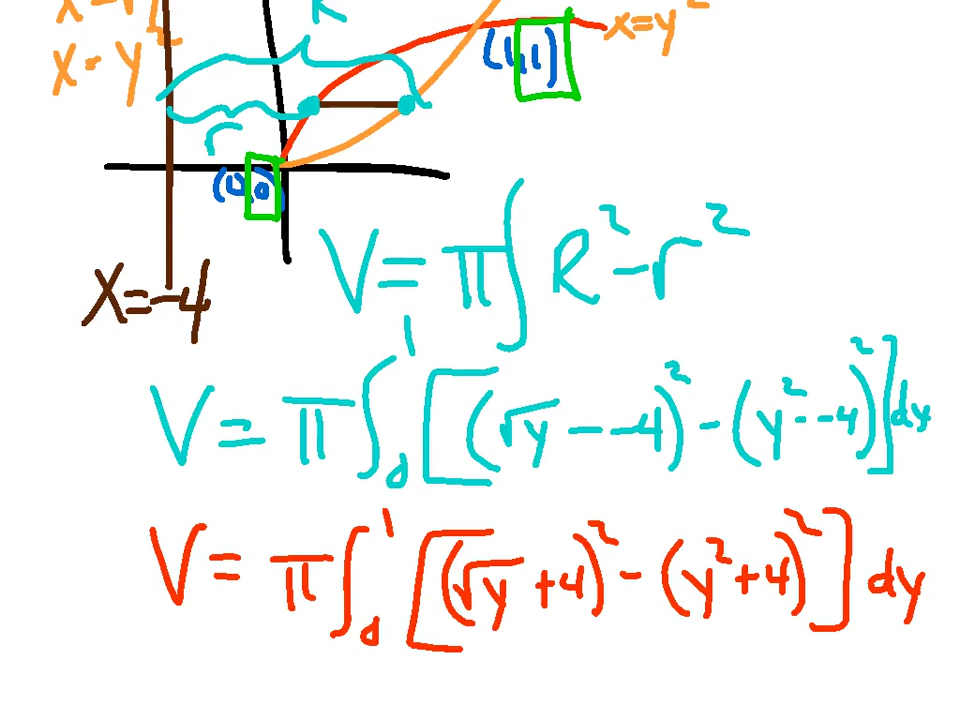 R
x = y²
X = Y²
(1,1)
r
(0,0)
X = -4
V = π∫ R² - r²
V = π∫₀¹ [(√y - -4)² - (y² - -4)²] dy
V = π∫₀¹ [(√y + 4)² - (y² + 4)²] dy